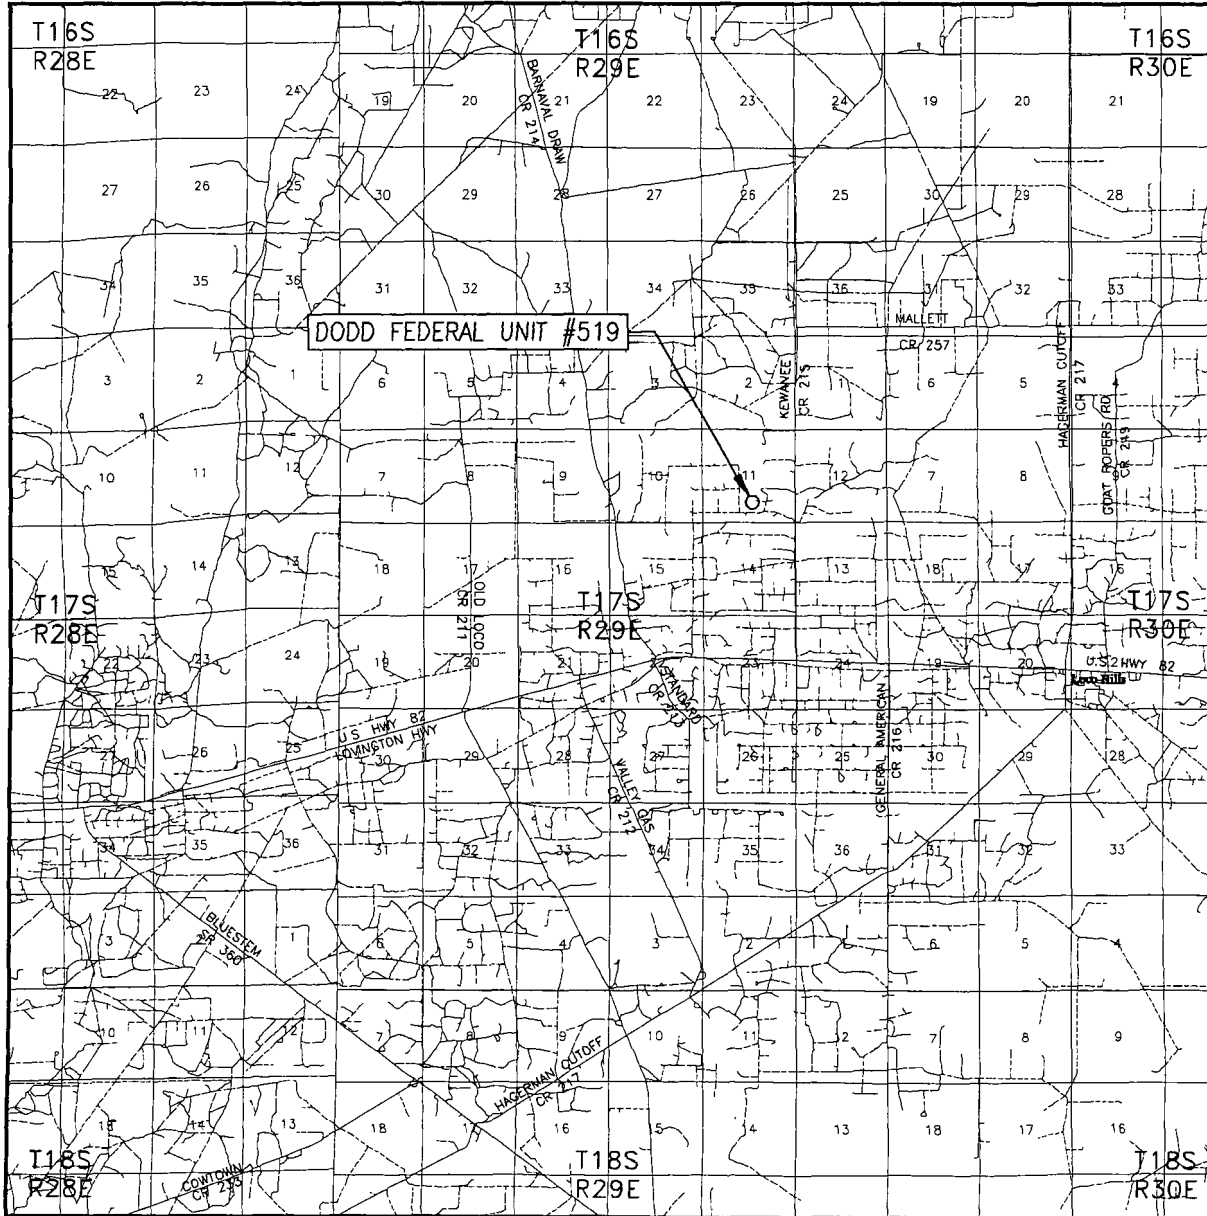 T16S
R28E
T16S
R29E
T16S
R30E
22 23 24 19 20 21 22 23 24 19 20 21
BARNAVAL DRAW
CR 214
27 26 25 30 29 28 27 26 25 30 29 28
34 35 36 31 32 33 34 35 36 31 32 33
MALLETT
CR 257
DODD FEDERAL UNIT #519
KEWANEE
CR 215
HAGERMAN CUTOFF
CR 217
GOAT ROPERS RD
CR 219
3 2 1 6 5 4 3 2 1 6 5 4
10 11 12 7 8 9 10 11 12 7 8 9
15 14 13 18 17 16 15 14 13 18 17 16
T17S
R28E
OLD LOCO
CR 211
T17S
R29E
T17S
R30E
22 23 24 19 20 21 22 23 24 19 20
U.S. HWY 82
Loco Hills
STANDARD
CR 213
GENERAL AMERICAN
CR 216
U.S HWY 82
LOVINGTON HWY
27 26 25 30 29 28 27 26 25 30 29 28
VALLEY GAS
CR 212
34 35 36 31 32 33 34 35 36 31 32 33
BLUESTEM
SR 360
3 2 1 6 5 4 3 2 1 6 5 4
10 11 12 7 8 9 10 11 12 7 8 9
HAGERMAN CUTOFF
CR 217
15 14 13 18 17 16 15 14 13 18 17 16
T18S
R28E
COWTOWN
CR 233
T18S
R29E
T18S
R30E